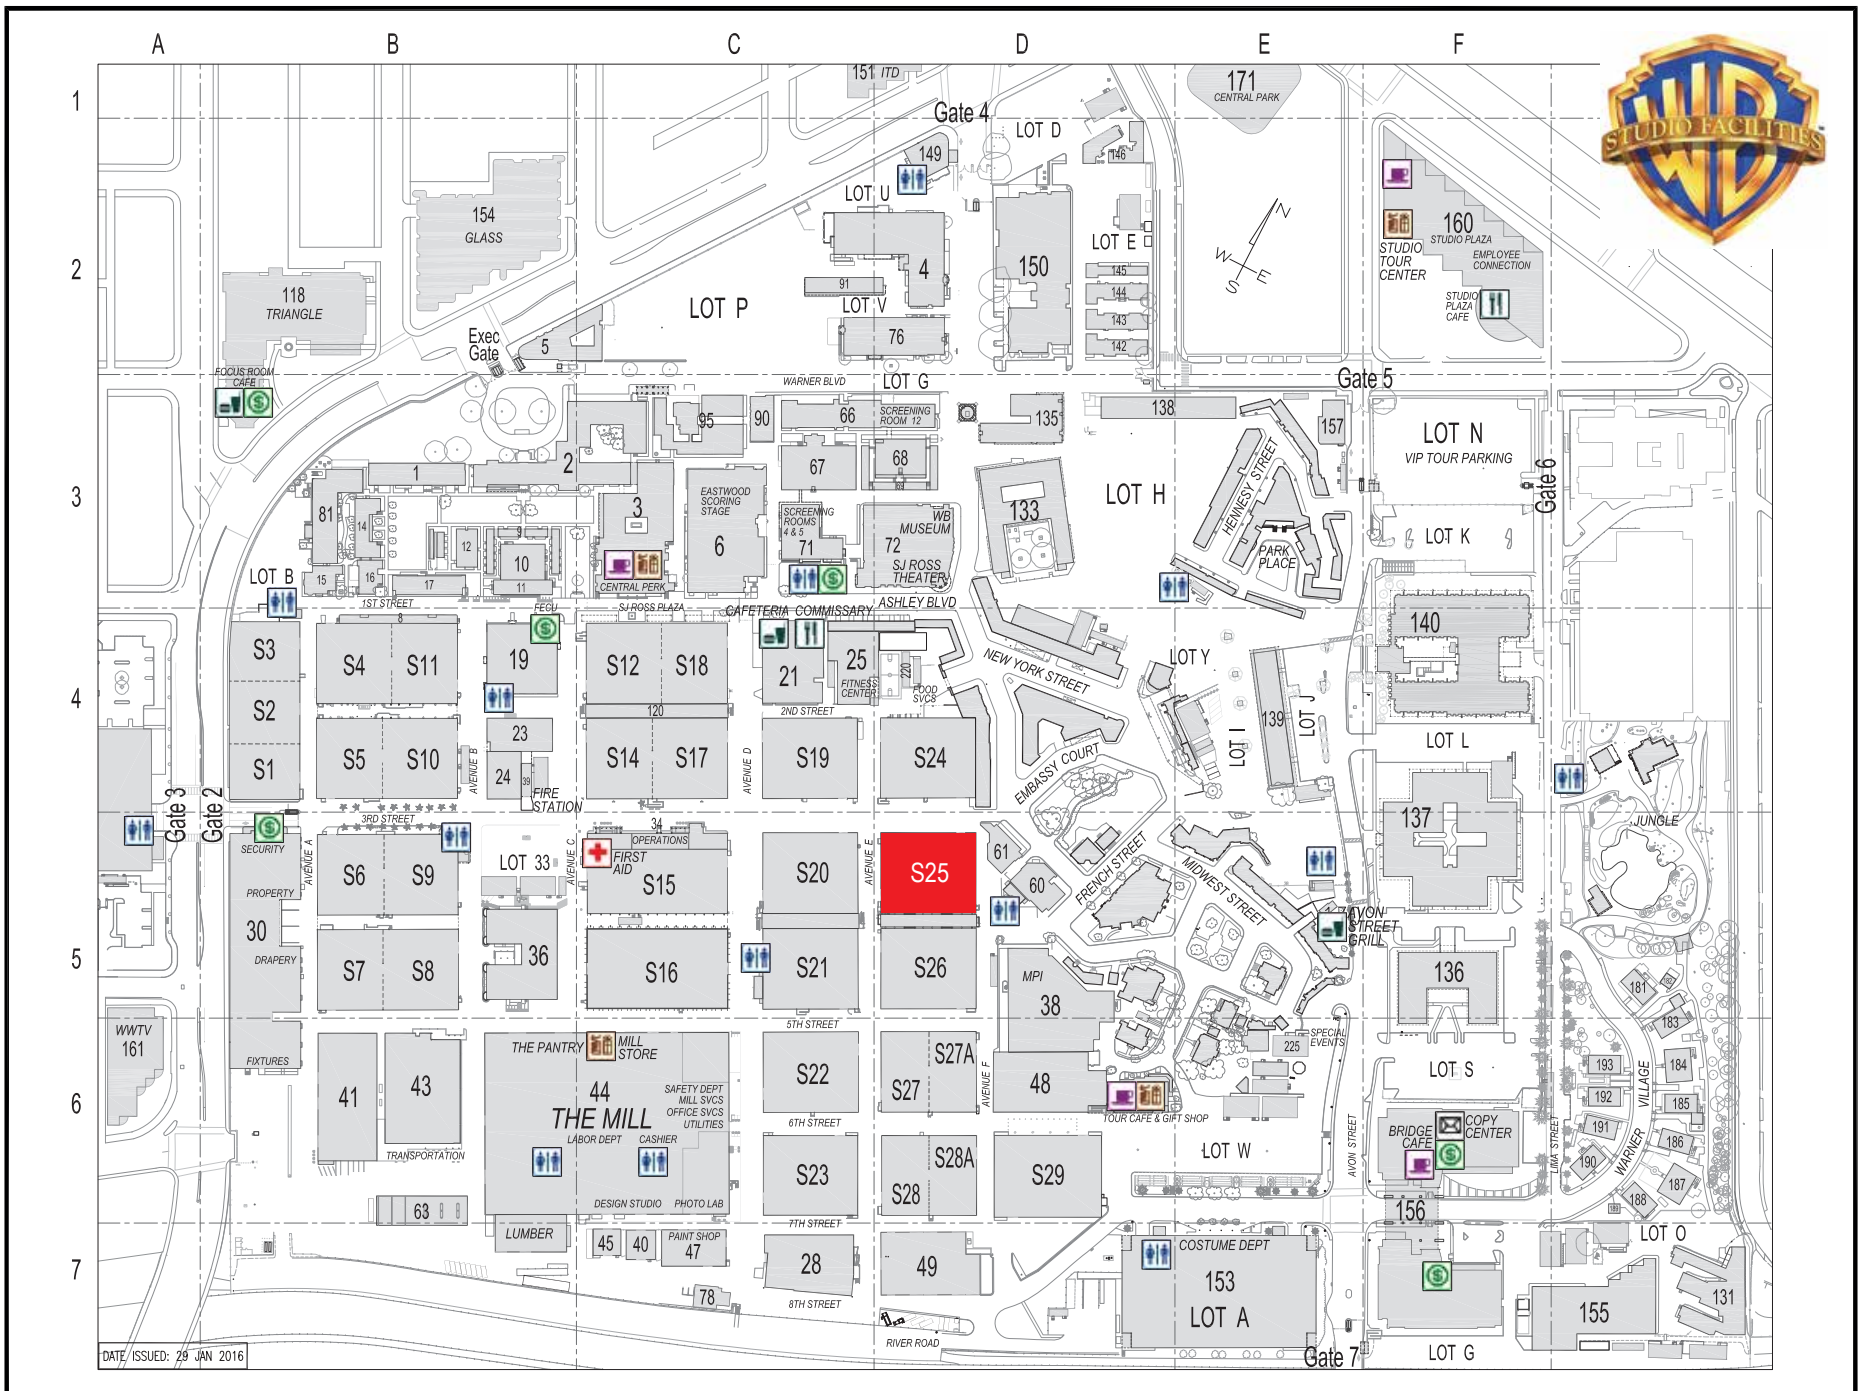 A B C D E F
1
2
3
4
5
6
7
WB
STUDIO FACILITIES
TM
151 ITD
171
CENTRAL PARK
Gate 4
LOT D
149
146
LOT U
154
GLASS
160
STUDIO PLAZA
EMPLOYEE
CONNECTION
STUDIO
TOUR
CENTER
STUDIO
PLAZA
CAFE
N
W
E
S
LOT E
4
150
145
144
143
142
91
LOT V
76
LOT P
118
TRIANGLE
Exec
Gate
5
FOCUS ROOM
CAFE
WARNER BLVD
LOT G
Gate 5
95
90
66
SCREENING
ROOM 12
135
138
157
LOT N
VIP TOUR PARKING
Gate 6
1
2
67
68
69
81
14
3
EASTWOOD
SCORING
STAGE
6
SCREENING
ROOMS
4 & 5
71
WB
MUSEUM
72
SJ ROSS
THEATER
133
LOT H
HENNESY STREET
PARK
PLACE
LOT K
9
12
10
11
15
16
17
LOT B
1ST STREET
CENTRAL PERK
FECU
SJ ROSS PLAZA
CAFETERIA COMMISSARY
ASHLEY BLVD
8
S3
S2
S1
S4
S11
19
S12
S18
21
25
FITNESS
CENTER
220
FOOD
SVCS
NEW YORK STREET
LOT Y
140
120
2ND STREET
S5
S10
AVENUE B
23
24
39
FIRE
STATION
S14
S17
AVENUE D
S19
S24
EMBASSY COURT
LOT I
139
LOT J
LOT L
Gate 3
Gate 2
3RD STREET
SECURITY
AVENUE A
S6
S9
LOT 33
AVENUE C
34
OPERATIONS
FIRST
AID
S15
S20
AVENUE E
S25
61
60
FRENCH STREET
MIDWEST STREET
137
JUNGLE
PROPERTY
30
DRAPERY
FIXTURES
S7
S8
36
S16
S21
S26
MPI
38
AVON
STREET
GRILL
136
5TH STREET
WWTV
161
181
183
41
43
THE PANTRY
MILL
STORE
44
THE MILL
SAFETY DEPT
MILL SVCS
OFFICE SVCS
UTILITIES
LABOR DEPT
CASHIER
S22
S27A
S27
AVENUE F
48
SPECIAL
EVENTS
225
LOT S
193
192
191
190
184
185
186
187
188
189
WARNER
VILLAGE
6TH STREET
TOUR CAFE & GIFT SHOP
AVON STREET
BRIDGE
CAFE
COPY
CENTER
LIMA STREET
TRANSPORTATION
S23
S28A
S28
S29
LOT W
63
DESIGN STUDIO
PHOTO LAB
7TH STREET
156
LUMBER
45
40
PAINT SHOP
47
28
49
COSTUME DEPT
153
LOT A
LOT O
155
131
78
8TH STREET
RIVER ROAD
Gate 7
LOT G
DATE ISSUED: 29 JAN 2016